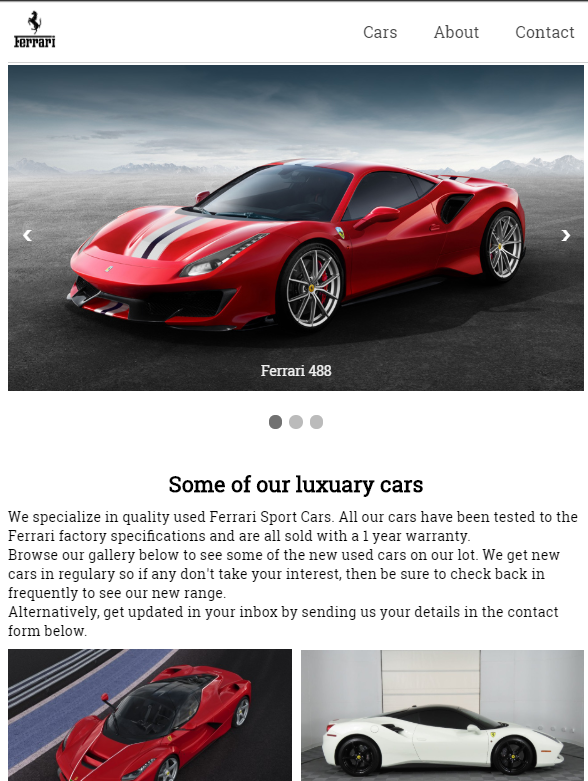 Ferrari
Cars About Contact
Ferrari 488
Some of our luxuary cars
We specialize in quality used Ferrari Sport Cars. All our cars have been tested to the
Ferrari factory specifications and are all sold with a 1 year warranty.
Browse our gallery below to see some of the new used cars on our lot. We get new
cars in regulary so if any don't take your interest, then be sure to check back in
frequently to see our new range.
Alternatively, get updated in your inbox by sending us your details in the contact
form below.